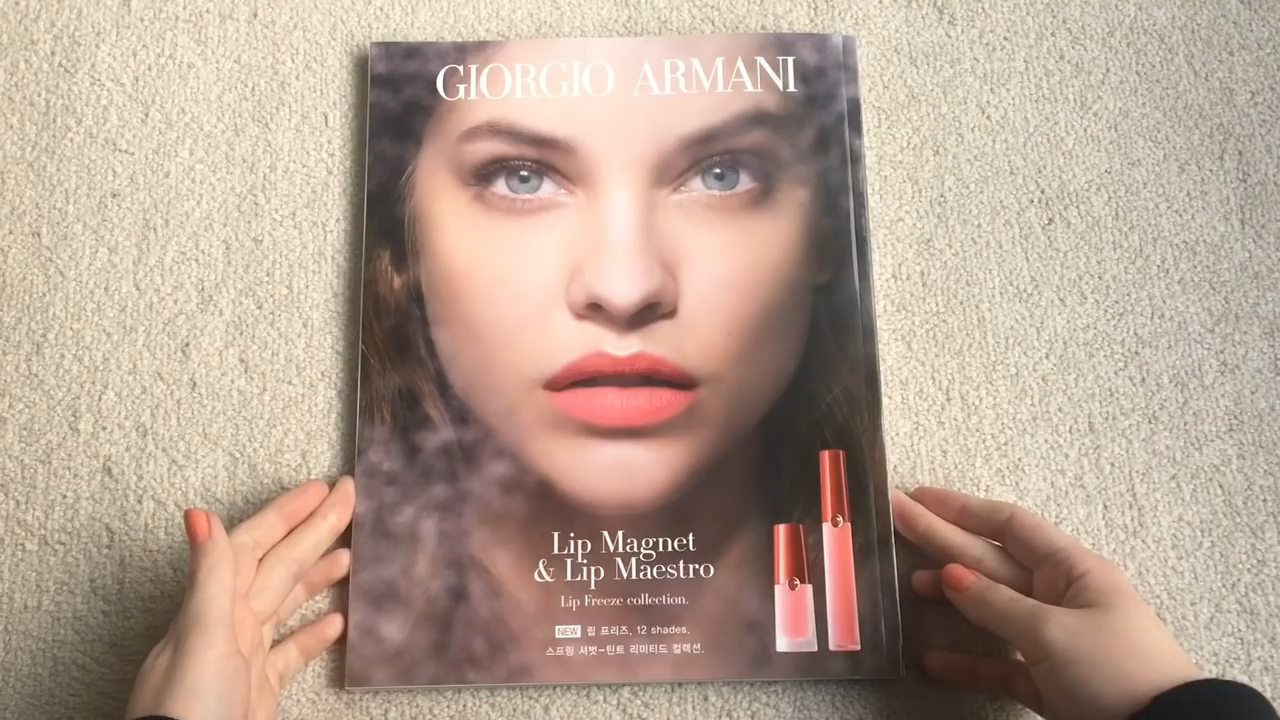 GIORGIO ARMANI
Lip Magnet
& Lip Maestro
Lip Freeze collection.
NEW 립 프리즈, 12 shades.
스프링 셔벗-틴트 리미티드 컬렉션.